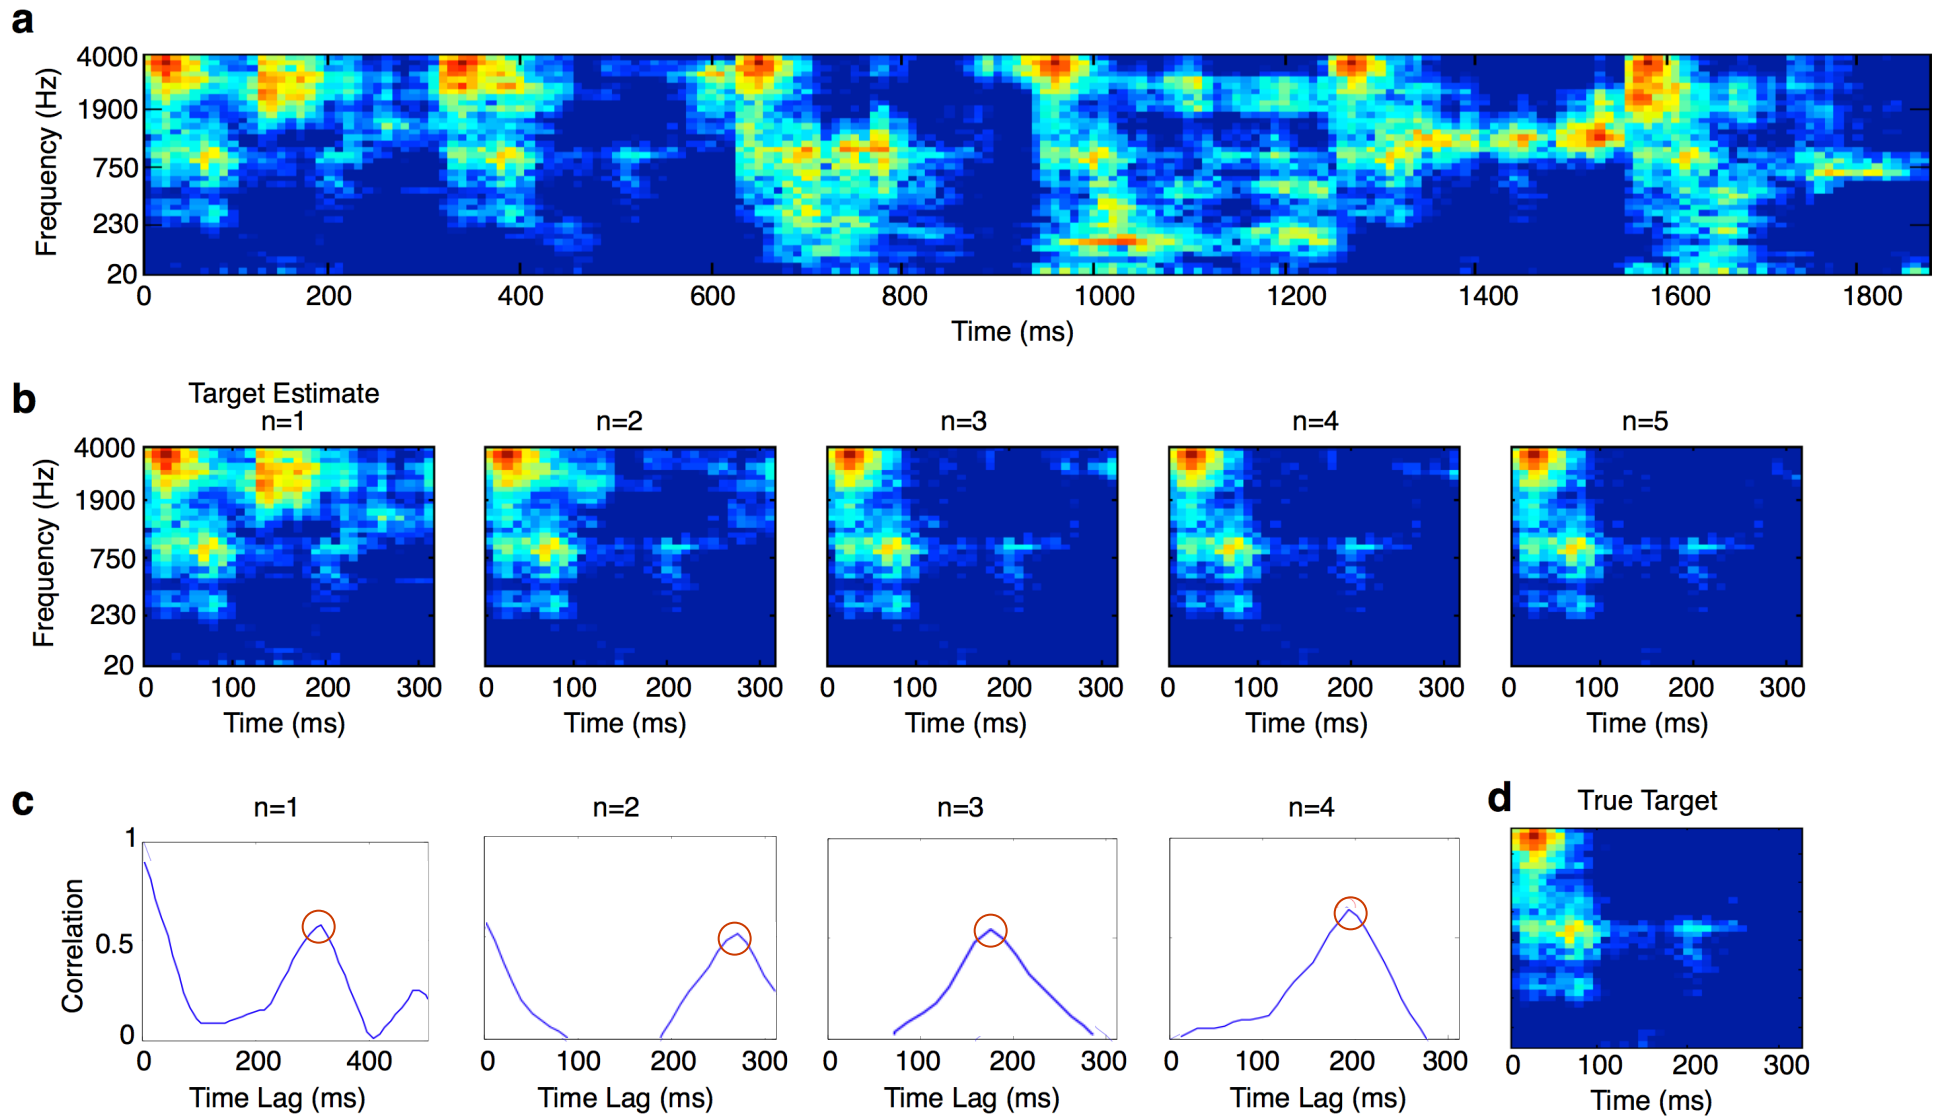 a
4000
1900
750
230
20
Frequency (Hz)
0 200 400 600 800 1000 1200 1400 1600 1800
Time (ms)
b
Target Estimate
n=1 n=2 n=3 n=4 n=5
4000
1900
750
230
20
Frequency (Hz)
0 100 200 300 0 100 200 300 0 100 200 300 0 100 200 300 0 100 200 300
Time (ms) Time (ms) Time (ms) Time (ms) Time (ms)
c
n=1 n=2 n=3 n=4
1
0.5
0
Correlation
0 200 400 0 100 200 300 0 100 200 300 0 100 200 300
Time Lag (ms) Time Lag (ms) Time Lag (ms) Time Lag (ms)
d
True Target
0 100 200 300
Time (ms)